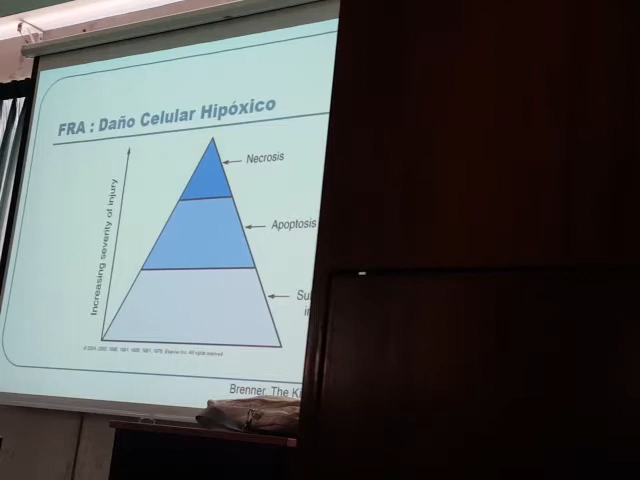 FRA : Daño Celular Hipóxico
Necrosis
Apoptosis
Increasing severity of injury
Brenner, The